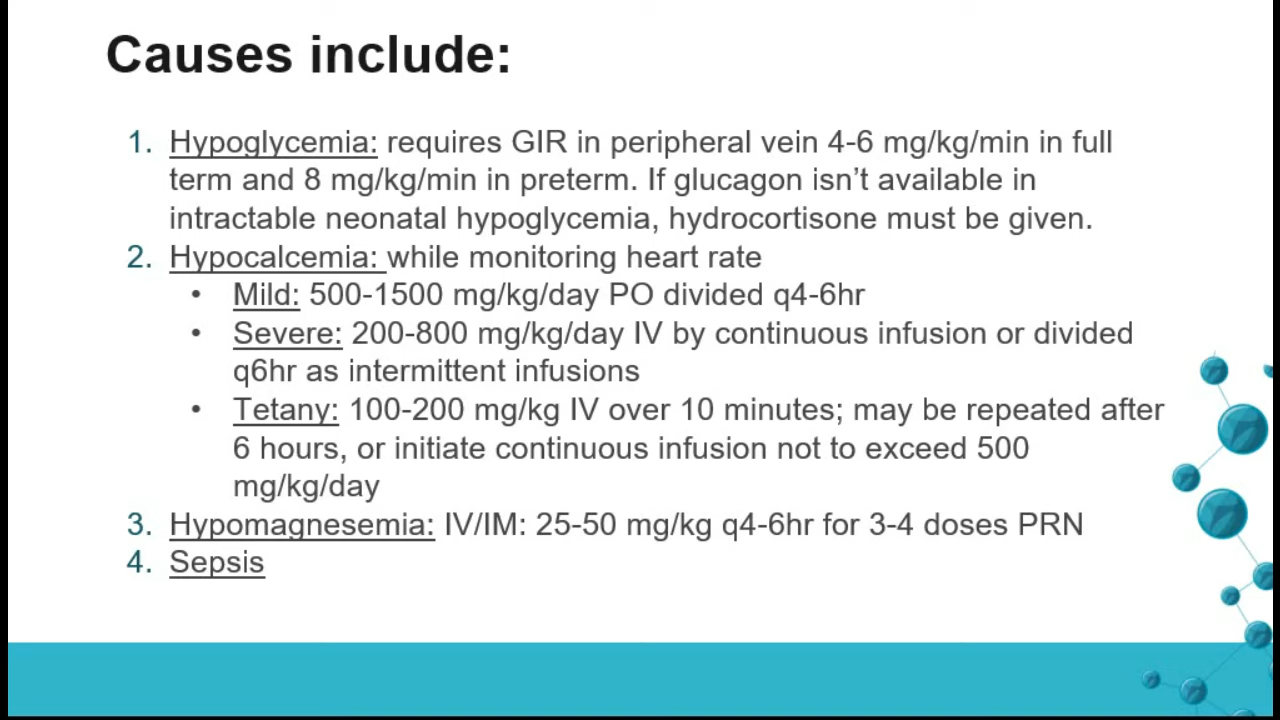 Causes include:
1. Hypoglycemia: requires GIR in peripheral vein 4-6 mg/kg/min in full
term and 8 mg/kg/min in preterm. If glucagon isn’t available in
intractable neonatal hypoglycemia, hydrocortisone must be given.
2. Hypocalcemia: while monitoring heart rate
• Mild: 500-1500 mg/kg/day PO divided q4-6hr
• Severe: 200-800 mg/kg/day IV by continuous infusion or divided
q6hr as intermittent infusions
• Tetany: 100-200 mg/kg IV over 10 minutes; may be repeated after
6 hours, or initiate continuous infusion not to exceed 500
mg/kg/day
3. Hypomagnesemia: IV/IM: 25-50 mg/kg q4-6hr for 3-4 doses PRN
4. Sepsis